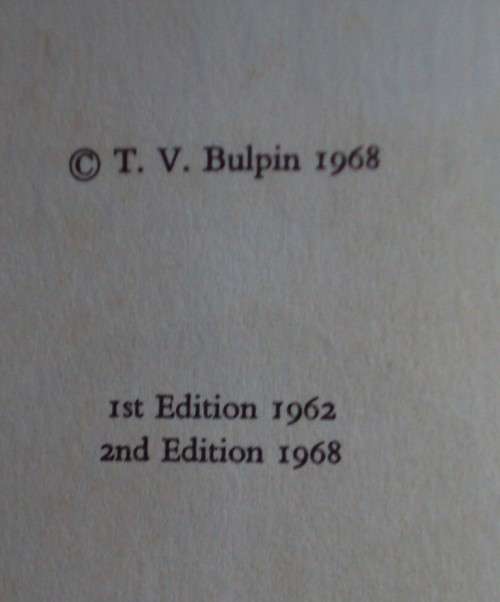 © T. V. Bulpin 1968
1st Edition 1962
2nd Edition 1968